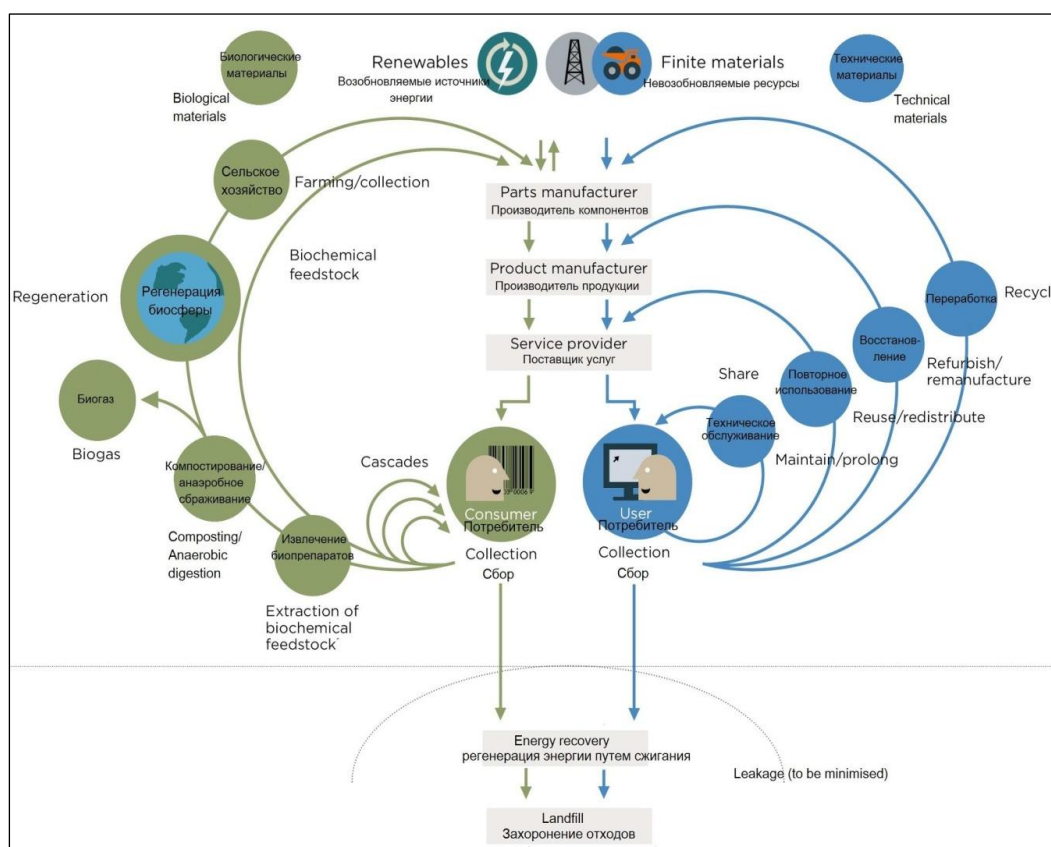 Биологические
материалы
Biological
materials
Renewables
Возобновляемые источники
энергии
Finite materials
Невозобновляемые ресурсы
Технические
материалы
Technical
materials
Сельское
хозяйство
Farming/collection
Parts manufacturer
Производитель компонентов
Biochemical
feedstock
Regeneration
Регенерация
биосферы
Product manufacturer
Производитель продукции
Переработка
Recycl
Service provider
Поставщик услуг
Восстанов-
ление
Refurbish/
remanufacture
Share
Повторное
использование
Reuse/redistribute
Биогаз
Biogas
Техническое
обслуживание
Maintain/prolong
Компостирование/
анаэробное
сбраживание
Composting/
Anaerobic
digestion
Cascades
Consumer
Потребитель
User
Потребитель
Извлечение
биопрепаратов
Extraction of
biochemical
feedstock
Collection
Сбор
Collection
Сбор
Energy recovery
регенерация энергии путем сжигания
Leakage (to be minimised)
Landfill
Захоронение отходов